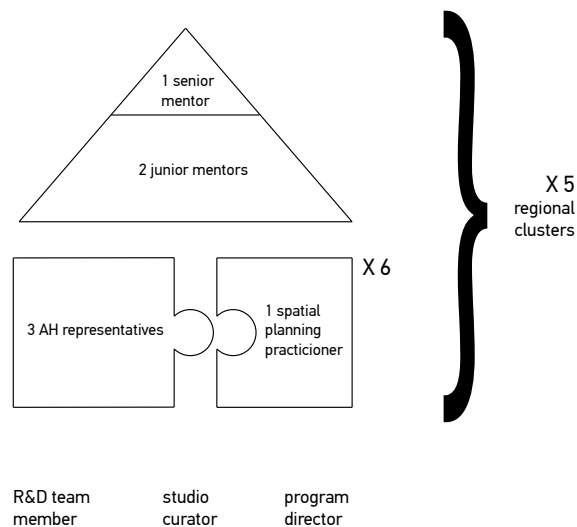 1 senior
mentor
2 junior mentors
X 5
regional
clusters
X 6
3 AH representatives
1 spatial
planning
practicioner
R&D team
member
studio
curator
program
director